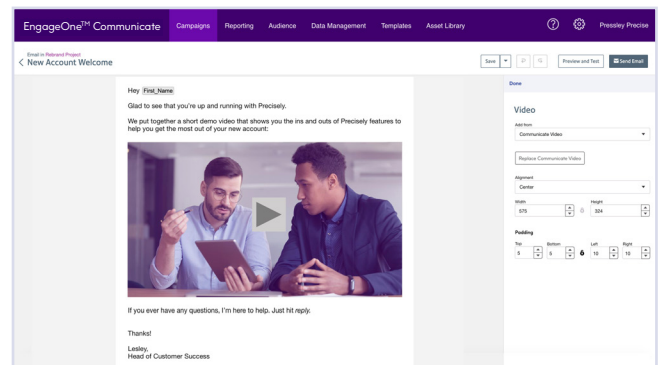 EngageOne™ Communicate
Campaigns
Reporting
Audience
Data Management
Templates
Asset Library
?
Pressley Precise
Email in Rebrand Project
New Account Welcome
Save
Preview and Test
Send Email
Hey First_Name
Glad to see that you're up and running with Precisely.
We put together a short demo video that shows you the ins and outs of Precisely features to
help you get the most out of your new account:
If you ever have any questions, I'm here to help. Just hit reply.
Thanks!
Lesley,
Head of Customer Success
Done
Video
Add from
Communicate Video
Replace Communicate Video
Alignment
Center
Width Height
575 324
Padding
Top Bottom Left Right
5 5 10 10